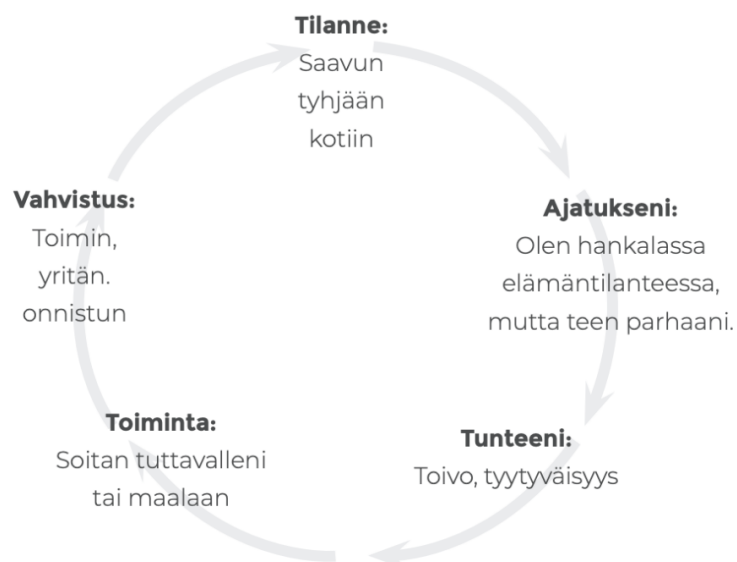 Tilanne:
Saavun
tyhjään
kotiin
Ajatukseni:
Olen hankalassa
elämäntilanteessa,
mutta teen parhaani.
Tunteeni:
Toivo, tyytyväisyys
Toiminta:
Soitan tuttavalleni
tai maalaan
Vahvistus:
Toimin,
yritän.
onnistun